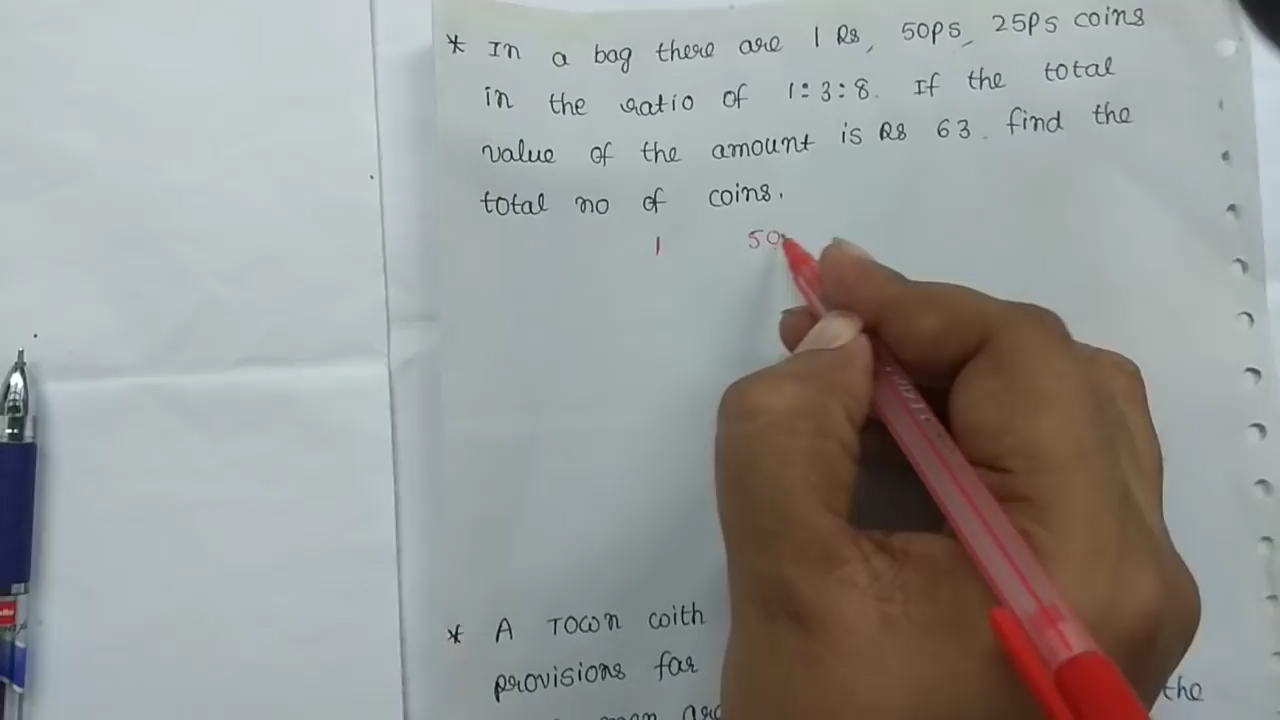 * In a bag there are 1 Rs, 50ps, 25ps coins
in the ratio of 1:3:8. If the total
value of the amount is Rs 63. find the
total no of coins.
1 50
* A Town with
provisions for
the
men are